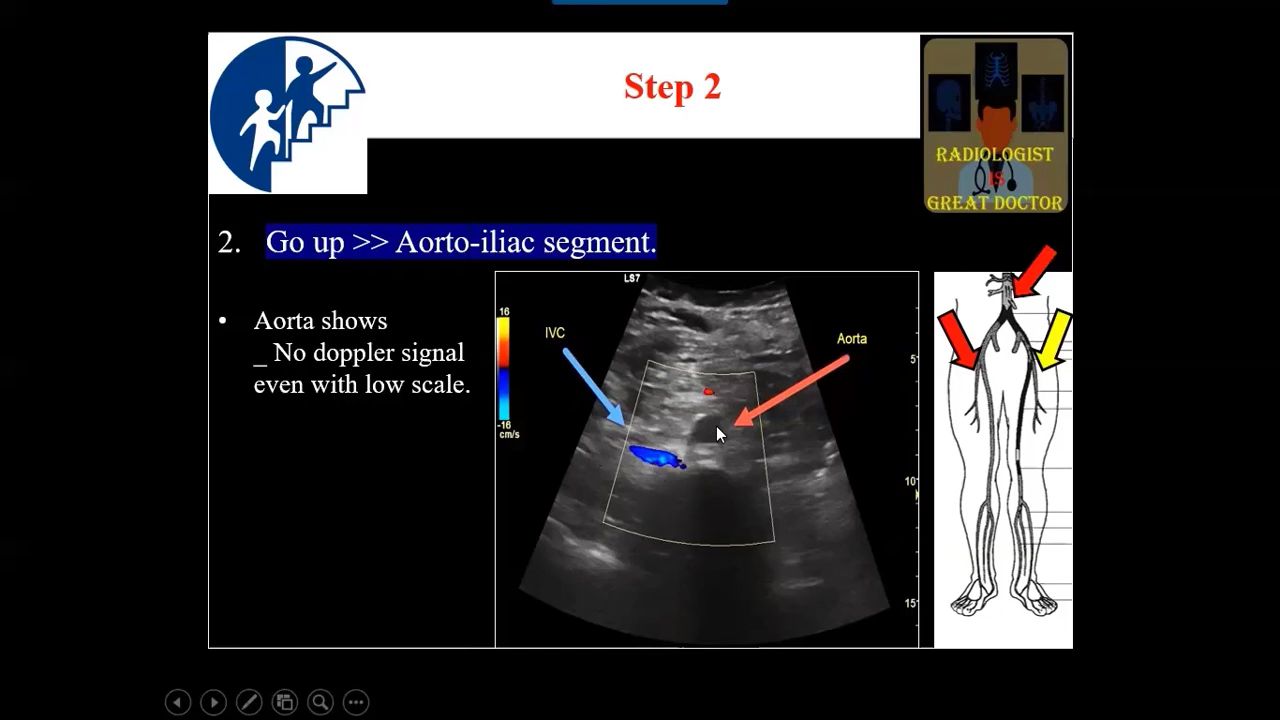 Step 2
RADIOLOGIST
IS
GREAT DOCTOR
2. Go up >> Aorto-iliac segment.
• Aorta shows
_ No doppler signal
even with low scale.
LS7
16
IVC
Aorta
5
-16
cm/s
10
15